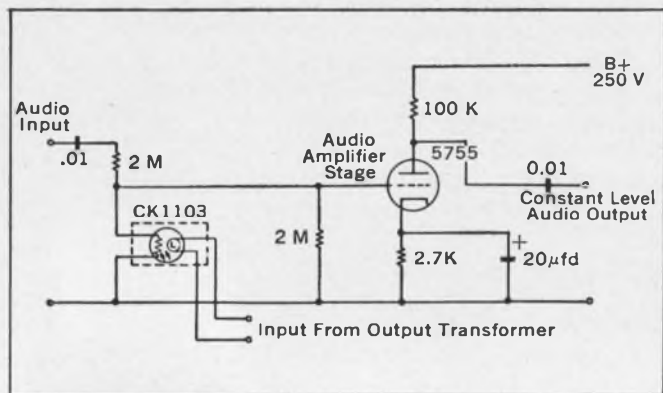 B+
250 V
Audio
Input
.01
2 M
100 K
Audio
Amplifier
Stage
5755
0.01
Constant Level
Audio Output
CK1103
2 M
2.7K
+
20μfd
Input From Output Transformer